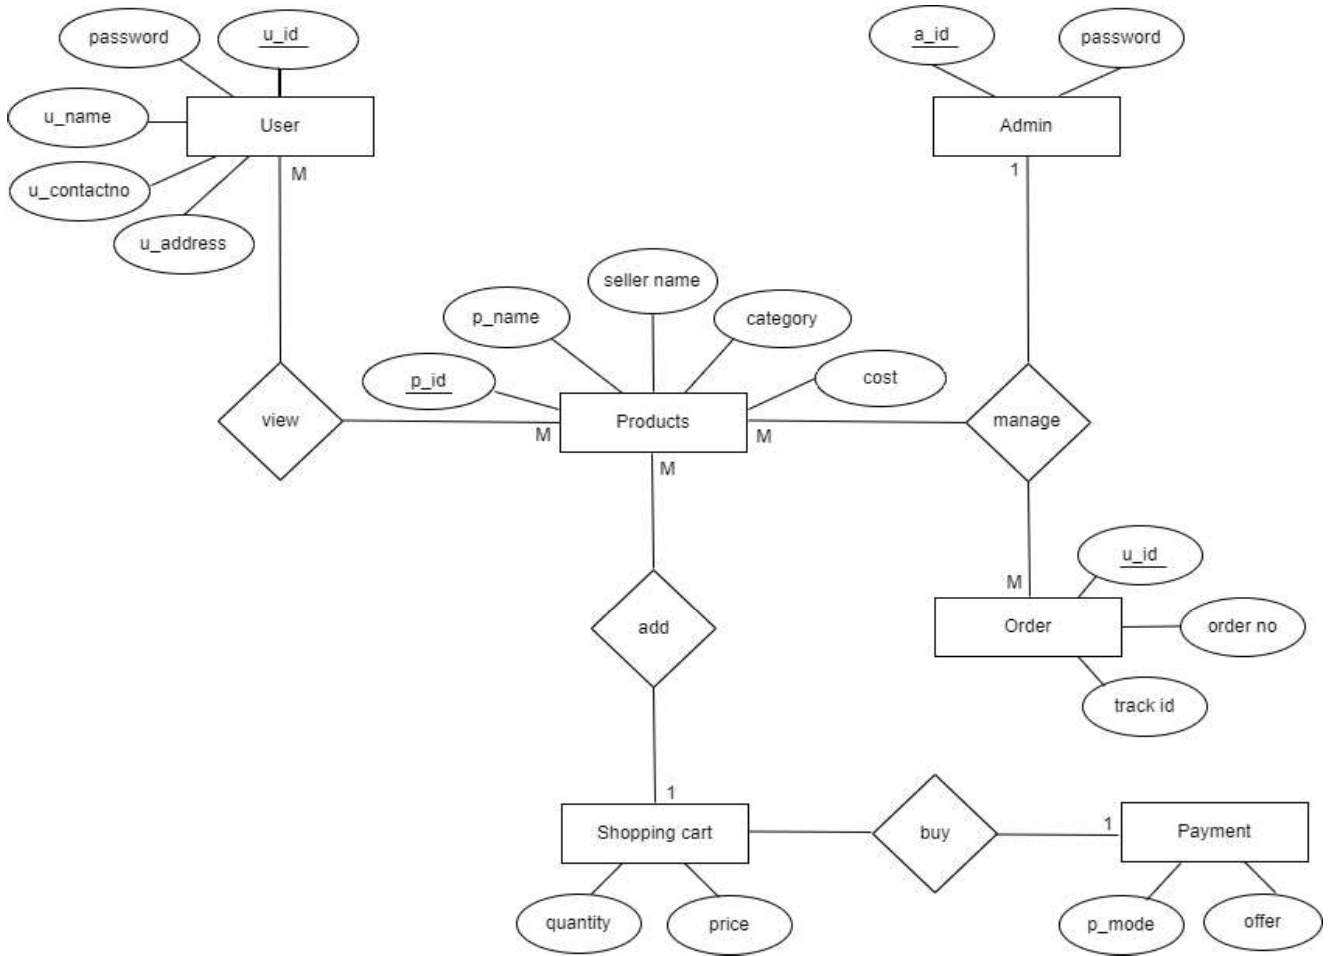 password
u_id
a_id
password
u_name
User
Admin
M
1
u_contactno
u_address
seller name
p_name
category
p_id
cost
view
M
Products
M
manage
M
u_id
M
add
Order
order no
track id
1
Shopping cart
buy
1
Payment
quantity
price
p_mode
offer